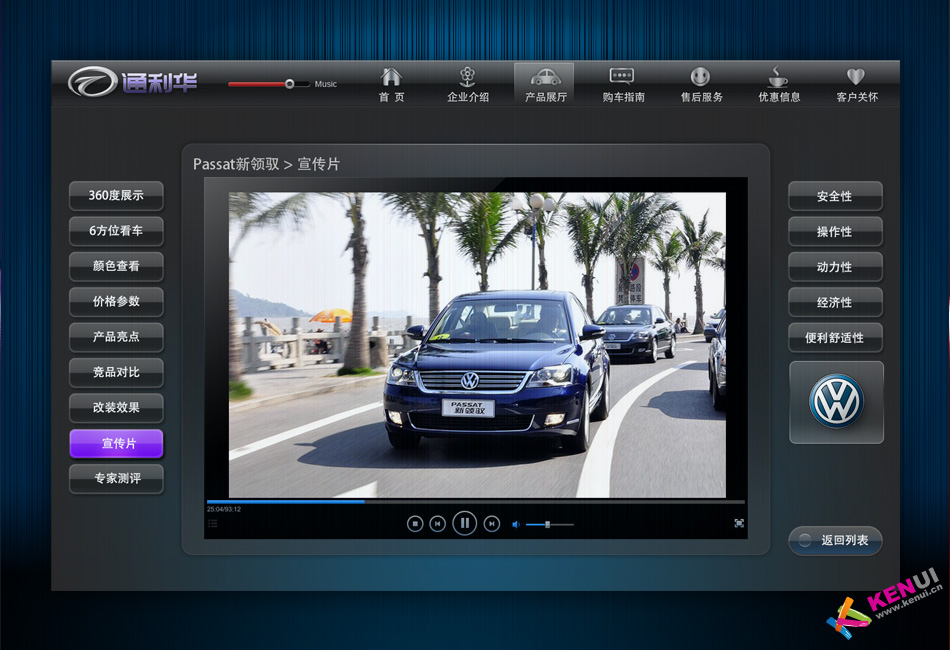 通利华
Music
首 页
企业介绍
产品展厅
购车指南
售后服务
优惠信息
客户关怀
Passat新领驭 > 宣传片
360度展示
6方位看车
颜色查看
价格参数
产品亮点
竞品对比
改装效果
宣传片
专家测评
PASSAT
新领驭
25:04/93:12
安全性
操作性
动力性
经济性
便利舒适性
返回列表
KENUI
www.kenui.cn